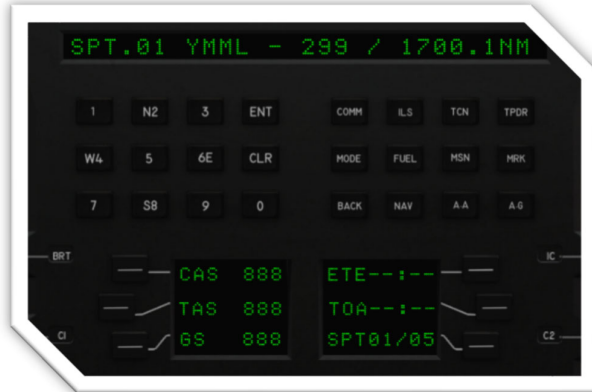 SPT.01 YMML - 299 / 1700.1NM
1 N2 3 ENT COMM ILS TCN TPDR
W4 5 6E CLR MODE FUEL MSN MRK
7 S8 9 0 BACK NAV A.A A.G
BRT IC
CAS 888 ETE--:--
TAS 888 TOA--:--
C1 GS 888 SPT01/05 C2